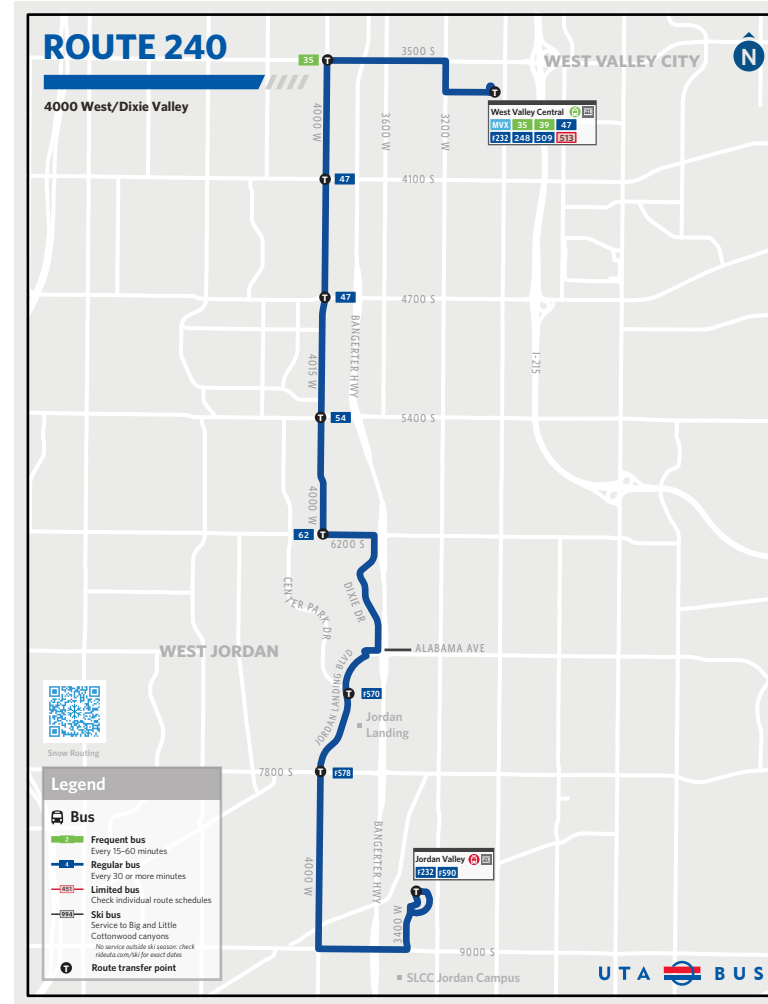 ROUTE 240
4000 West/Dixie Valley
N
3500 S
WEST VALLEY CITY
35
T
T
West Valley Central
MVX 35 39 47
F232 248 509 513
4000 W
3600 W
3200 W
T
47
4100 S
T
47
4700 S
BANGERTER HWY
I-215
4015 W
T
54
5400 S
4000 W
62
T
6200 S
CENTER PARK DR
DIXIE DR
WEST JORDAN
ALABAMA AVE
JORDAN LANDING BLVD
T
F570
Jordan
Landing
Snow Routing
7800 S
T
F578
4000 W
BANGERTER HWY
Jordan Valley
F232 F590
T
3400 W
9000 S
SLCC Jordan Campus
Legend
Bus
2
Frequent bus
Every 15–60 minutes
4
Regular bus
Every 30 or more minutes
451
Limited bus
Check individual route schedules
994
Ski bus
Service to Big and Little
Cottonwood canyons
No service outside ski season: check
rideuta.com/ski for exact dates
T
Route transfer point
UTA BUS